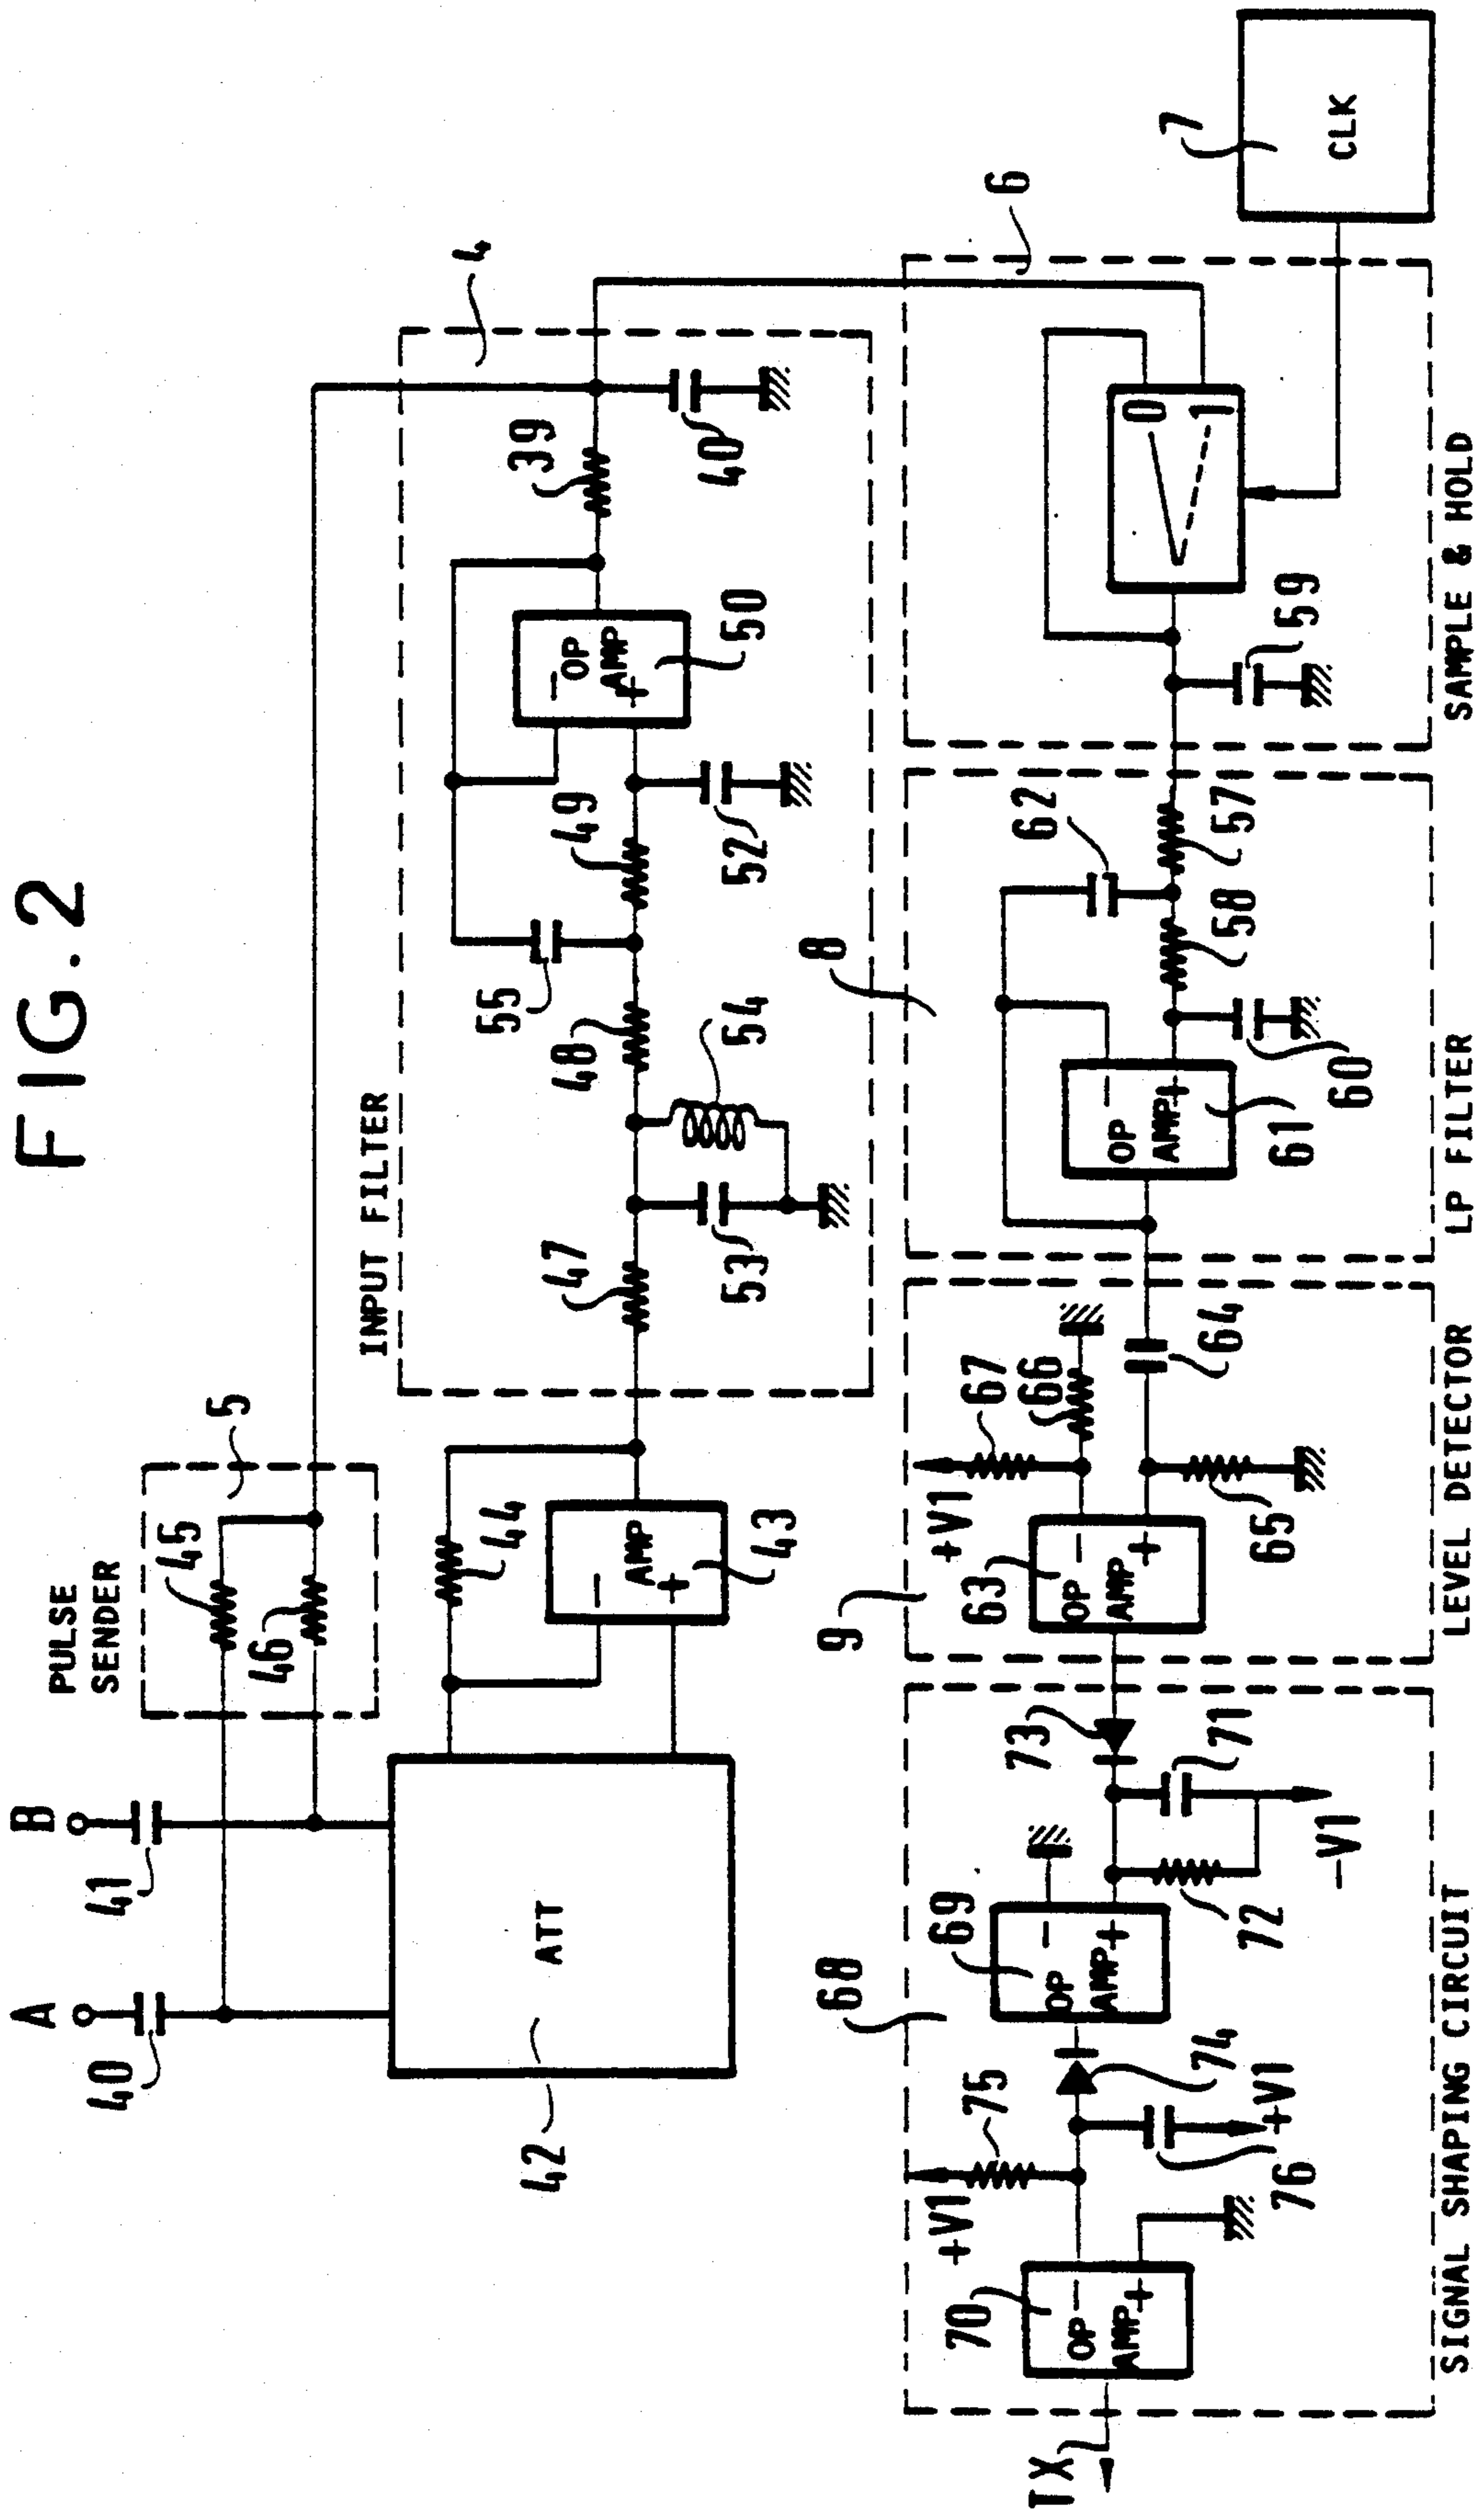 FIG.2
A
B
40
41
PULSE
SENDER
5
45
46
42
ATT
44
-
AMP
+
43
INPUT FILTER
4
47
53
54
48
55
49
52
-
OP
AMP
+
50
39
40
6
7
CLK
TX
70
OP
AMP
-
+
+V1
75
76
+V1
74
68
69
OP
AMP
-
+
72
71
-V1
73
SIGNAL SHAPING CIRCUIT
9
63
OP
AMP
-
+
+V1
67
66
65
64
LEVEL DETECTOR
8
OP
AMP
-
+
61
60
58
62
57
LP FILTER
59
0
1
SAMPLE & HOLD